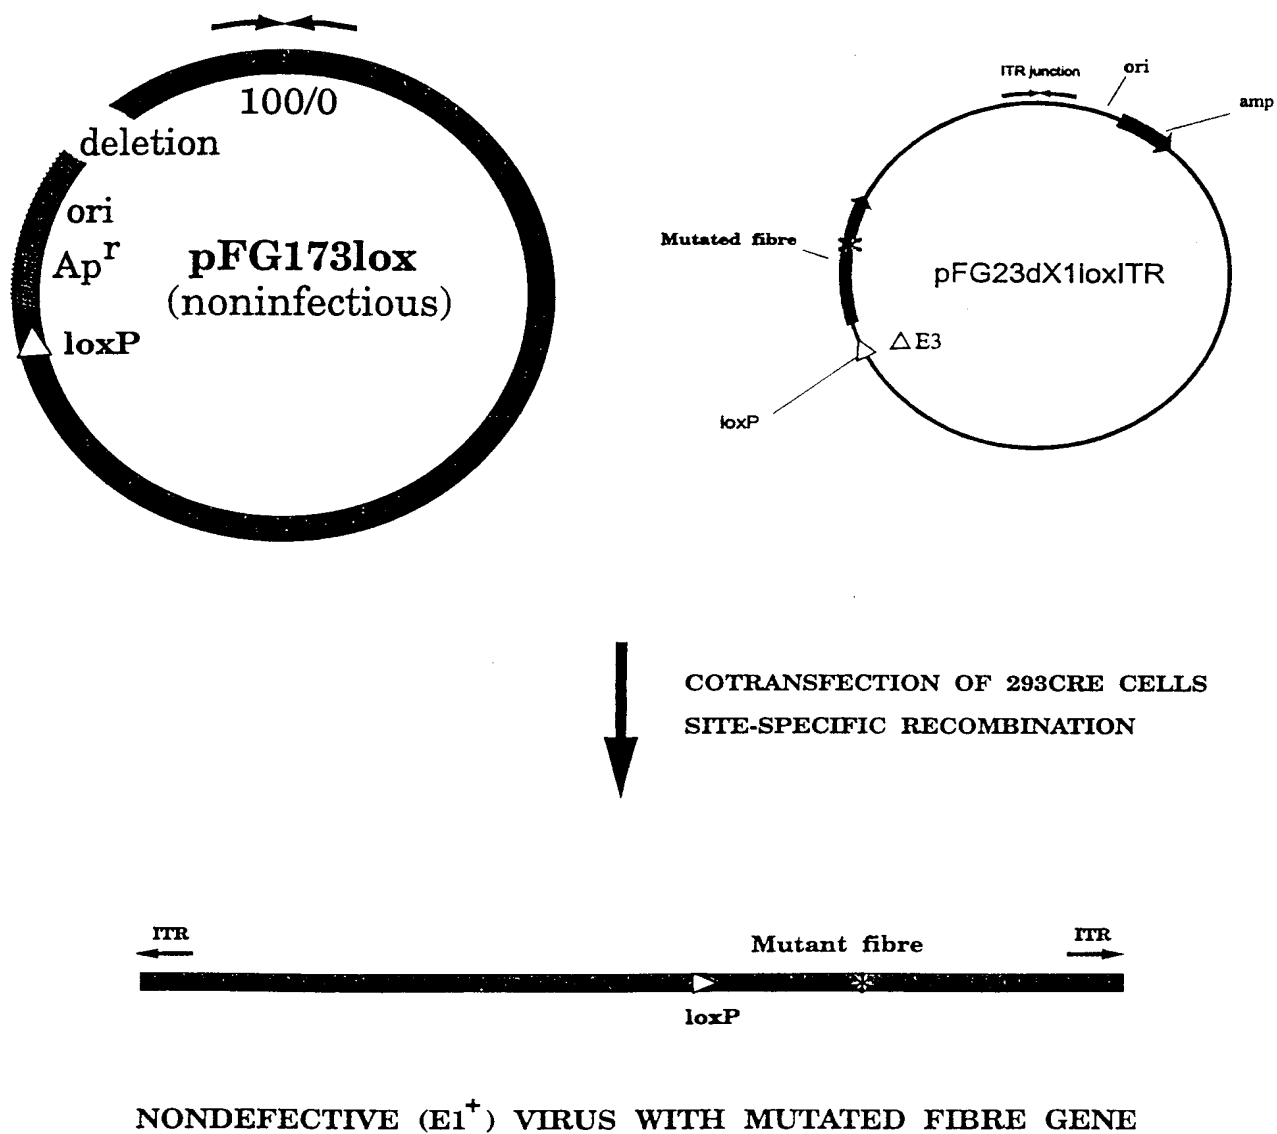 100/0
deletion
ori
Apʳ
pFG173lox
(noninfectious)
loxP
ITR junction
ori
amp
Mutated fibre
pFG23dX1loxITR
△E3
loxP
COTRANSFECTION OF 293CRE CELLS
SITE-SPECIFIC RECOMBINATION
ITR
Mutant fibre
ITR
loxP
NONDEFECTIVE (E1⁺) VIRUS WITH MUTATED FIBRE GENE